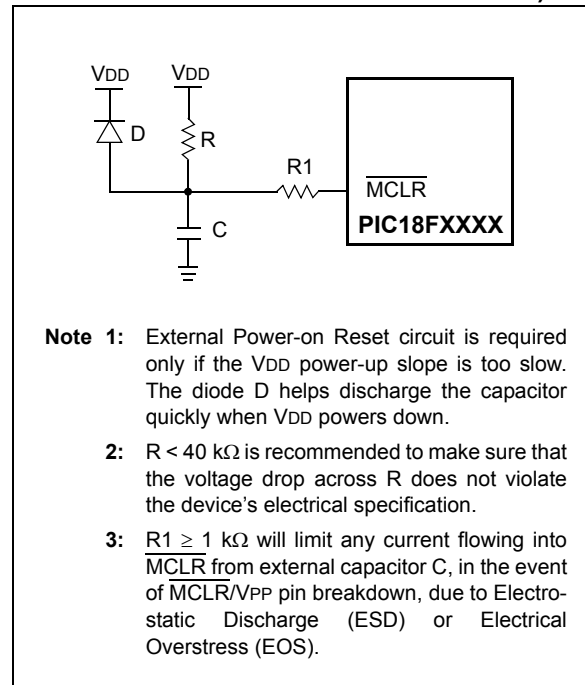 VDD VDD
D
R
R1
MCLR
C
PIC18FXXXX
Note 1: External Power-on Reset circuit is required
only if the VDD power-up slope is too slow.
The diode D helps discharge the capacitor
quickly when VDD powers down.
2: R < 40 kΩ is recommended to make sure that
the voltage drop across R does not violate
the device's electrical specification.
3: R1 ≥ 1 kΩ will limit any current flowing into
MCLR from external capacitor C, in the event
of MCLR/VPP pin breakdown, due to Electro-
static Discharge (ESD) or Electrical
Overstress (EOS).